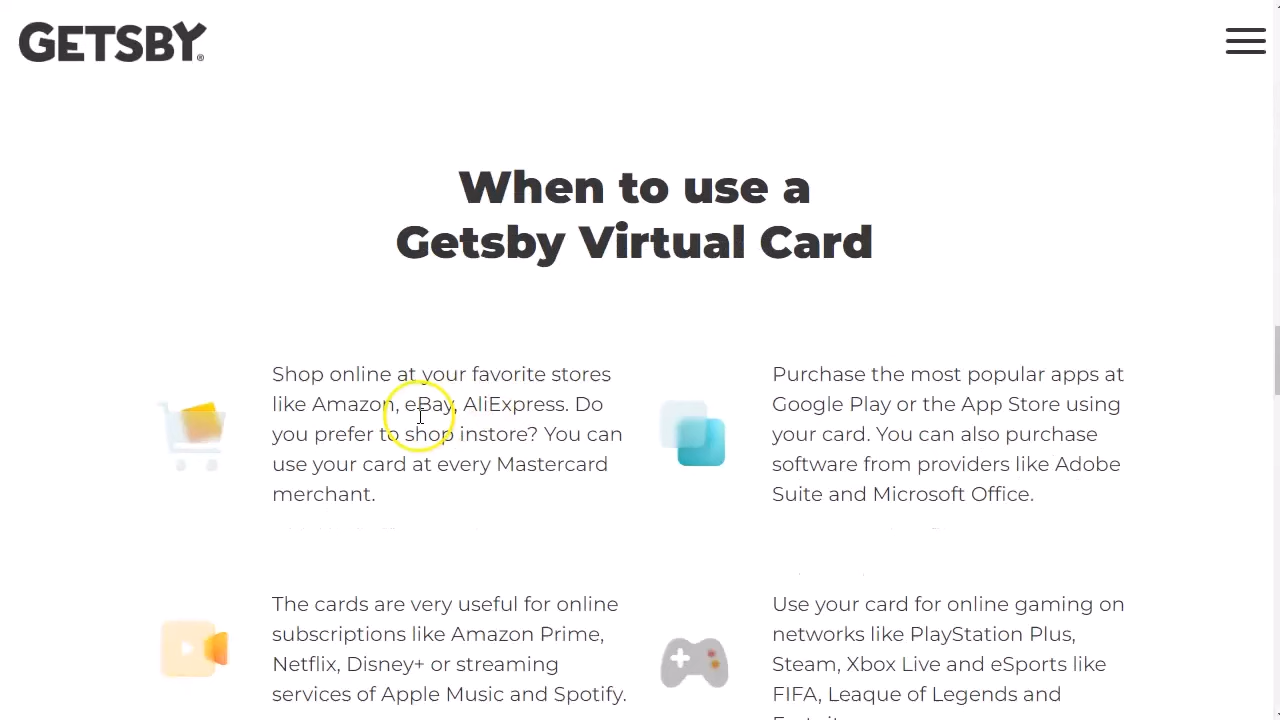 GETSBY®
When to use a
Getsby Virtual Card
Shop online at your favorite stores
like Amazon, eBay, AliExpress. Do
you prefer to shop instore? You can
use your card at every Mastercard
merchant.
Purchase the most popular apps at
Google Play or the App Store using
your card. You can also purchase
software from providers like Adobe
Suite and Microsoft Office.
The cards are very useful for online
subscriptions like Amazon Prime,
Netflix, Disney+ or streaming
services of Apple Music and Spotify.
Use your card for online gaming on
networks like PlayStation Plus,
Steam, Xbox Live and eSports like
FIFA, League of Legends and